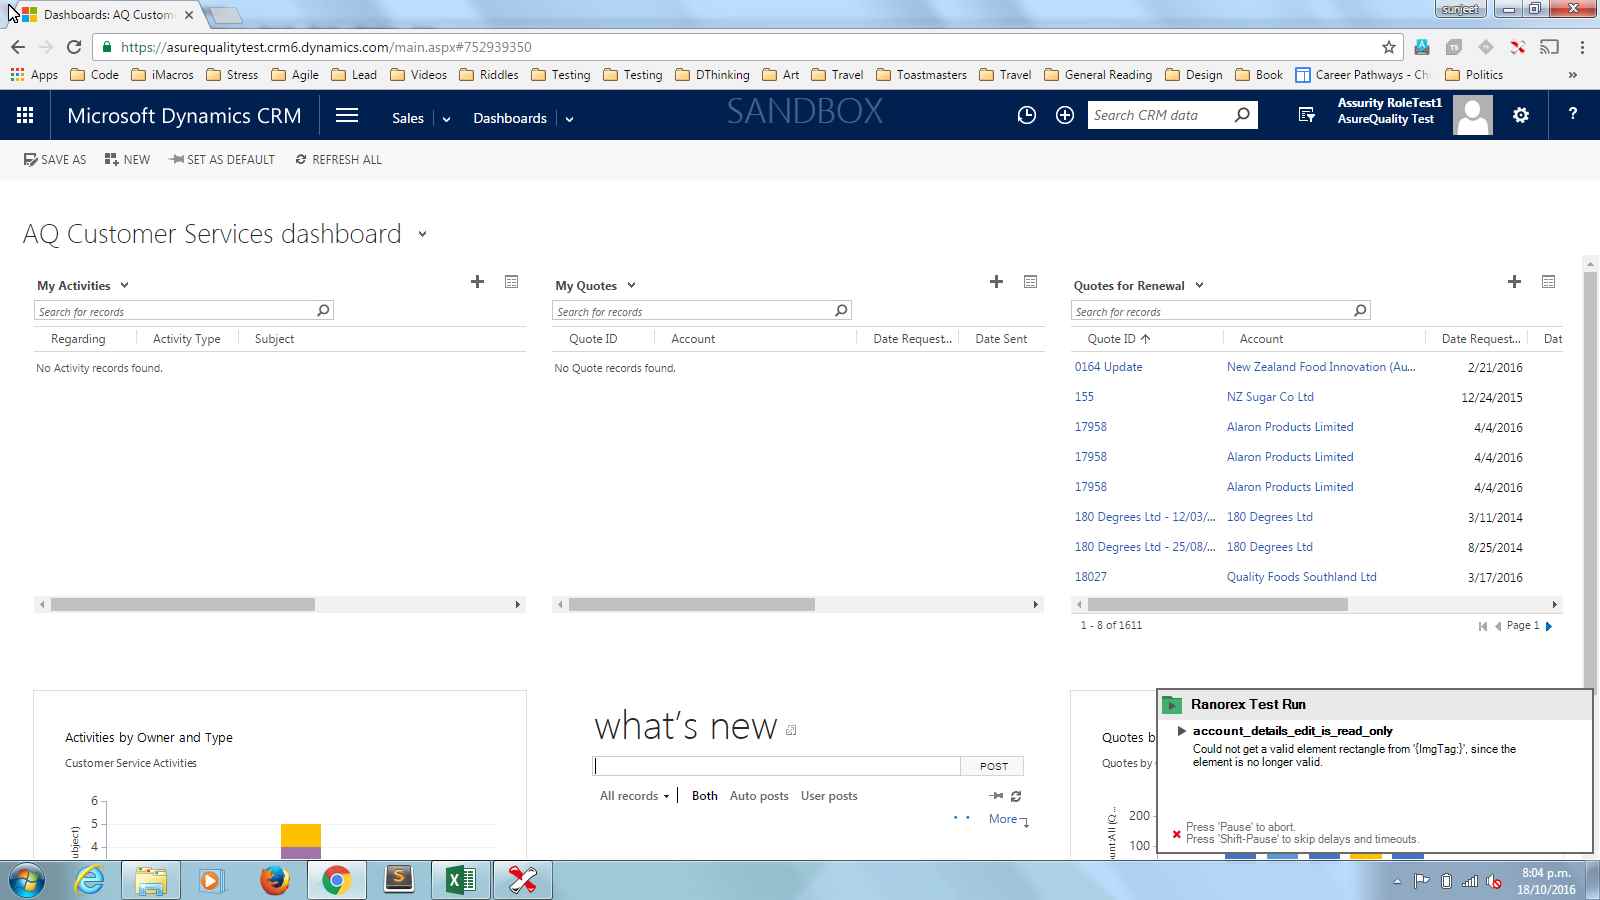 Dashboards: AQ Custom
sunjeet
https://asurequalitytest.crm6.dynamics.com/main.aspx#752939350
Apps Code iMacros Stress Agile Lead Videos Riddles Testing Testing DThinking Art Travel Toastmasters Travel General Reading Design Book Career Pathways - Ch Politics »
Microsoft Dynamics CRM Sales Dashboards SANDBOX Search CRM data Assurity RoleTest1 ?
AsureQuality Test
SAVE AS NEW SET AS DEFAULT REFRESH ALL
AQ Customer Services dashboard
My Activities
Search for records
Regarding Activity Type Subject
No Activity records found.
My Quotes
Search for records
Quote ID Account Date Request... Date Sent
No Quote records found.
Quotes for Renewal
Search for records
Quote ID Account Date Request... Dat
0164 Update New Zealand Food Innovation (Au... 2/21/2016
155 NZ Sugar Co Ltd 12/24/2015
17958 Alaron Products Limited 4/4/2016
17958 Alaron Products Limited 4/4/2016
17958 Alaron Products Limited 4/4/2016
180 Degrees Ltd - 12/03/... 180 Degrees Ltd 3/11/2014
180 Degrees Ltd - 25/08/... 180 Degrees Ltd 8/25/2014
18027 Quality Foods Southland Ltd 3/17/2016
1 - 8 of 1611 Page 1
Activities by Owner and Type
Customer Service Activities
6
5
4
ubject)
what's new
POST
All records Both Auto posts User posts
More
Quotes b
Quotes by
200
100
ount:All (Q...
Ranorex Test Run
account_details_edit_is_read_only
Could not get a valid element rectangle from '{ImgTag:}', since the
element is no longer valid.
Press 'Pause' to abort.
Press 'Shift-Pause' to skip delays and timeouts.
8:04 p.m.
18/10/2016